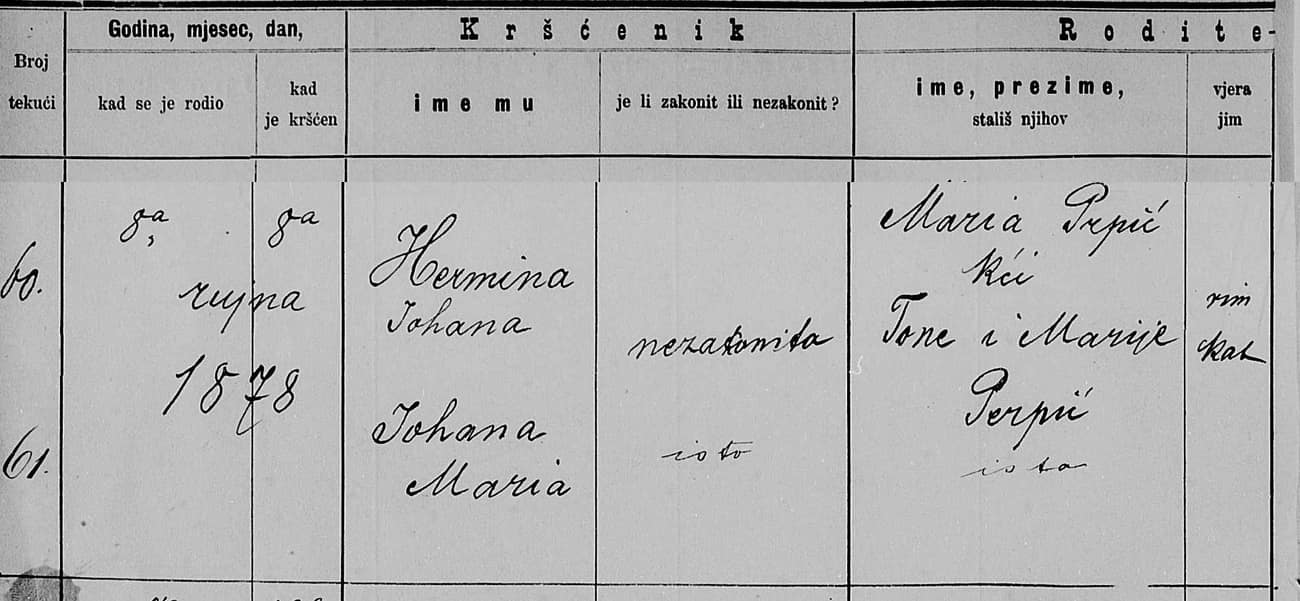 Godina, mjesec, dan,
Kršćenik
Rodite-
Broj
tekući
kad se je rodio
kad
je kršćen
ime mu
je li zakonit ili nezakonit?
ime, prezime,
stališ njihov
vjera
jim
60.
8a,
8a
rujna
1878
Hermina
Johana
nezakonita
Maria Prpić
kći
Tone i Marije
Perpić
rim
kat
61.
Johana
Maria
isto
ista